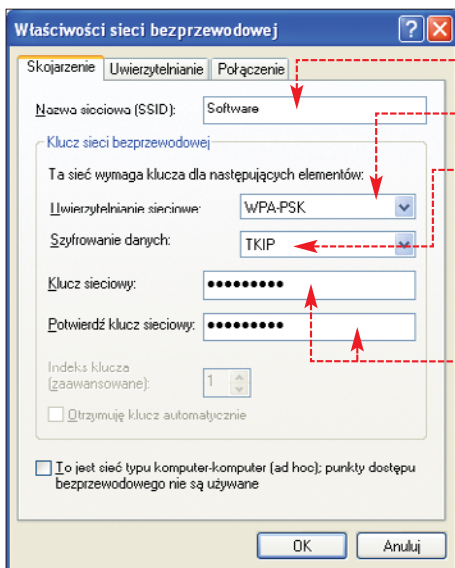 Właściwości sieci bezprzewodowej
Skojarzenie Uwierzytelnianie Połączenie
Nazwa sieciowa (SSID): Software
Klucz sieci bezprzewodowej
Ta sieć wymaga klucza dla następujących elementów:
Uwierzytelnianie sieciowe: WPA-PSK
Szyfrowanie danych: TKIP
Klucz sieciowy: •••••••••
Potwierdź klucz sieciowy: •••••••••
Indeks klucza
(zaawansowane): 1
Otrzymuję klucz automatycznie
To jest sieć typu komputer-komputer (ad hoc); punkty dostępu
bezprzewodowego nie są używane
OK Anuluj